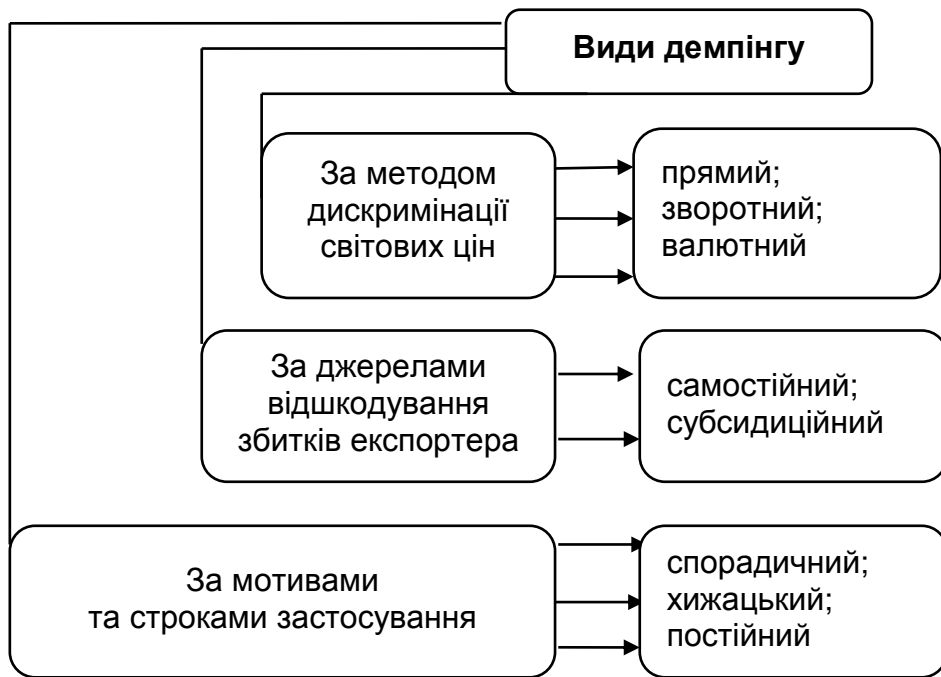 Види демпінгу
За методом
дискримінації
світових цін
прямий;
зворотний;
валютний
За джерелами
відшкодування
збитків експортера
самостійний;
субсидиційний
За мотивами
та строками застосування
спорадичний;
хижацький;
постійний